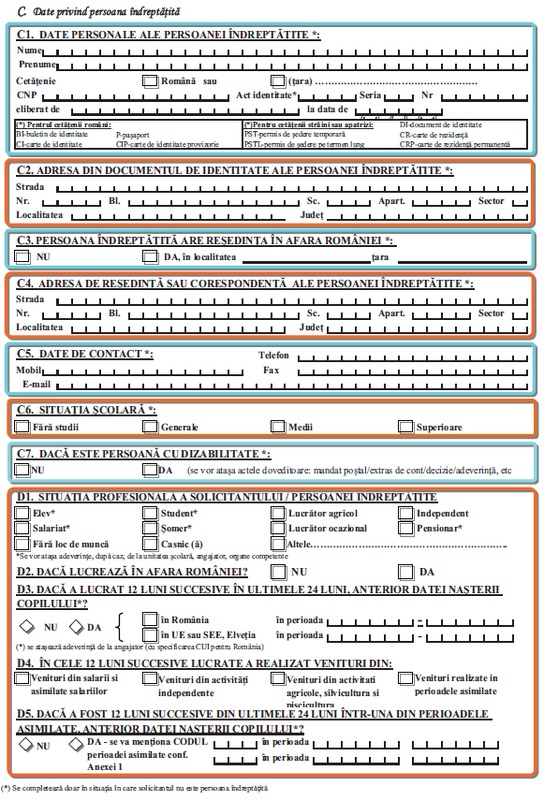 C. Date privind persoana îndreptățită
C1. DATE PERSONALE ALE PERSOANEI ÎNDREPTĂTITE *:
Nume
Prenume
Cetățenie Română sau (țara) ……………………………………………
CNP Act identitate* Seria Nr
eliberat de la data de
(*) Pentru cetățenii români: (*)Pentru cetățenii străini sau apatrizi: DI-document de identitate
BI-buletin de identitate P-pașaport PST-permis de ședere temporară CR-carte de rezidență
CI-carte de identitate CIP-carte de identitate provizorie PSTL-permis de ședere pe termen lung CRP-carte de rezidență permanentă
C2. ADRESA DIN DOCUMENTUL DE IDENTITATE ALE PERSOANEI ÎNDREPTĂTITE *:
Strada
Nr. Bl. Sc. Apart. Sector
Localitatea Județ
C3. PERSOANA ÎNDREPTĂTITĂ ARE REȘEDINTA ÎN AFARA ROMÂNIEI *:
NU DA, în localitatea țara
C4. ADRESA DE REȘEDINTĂ SAU CORESPONDENTĂ ALE PERSOANEI ÎNDREPTĂTITE *:
Strada
Nr. Bl. Sc. Apart. Sector
Localitatea Județ
C5. DATE DE CONTACT *: Telefon
Mobil Fax
E-mail
C6. SITUATIA ȘCOLARĂ *:
Fără studii Generale Medii Superioare
C7. DACĂ ESTE PERSOANĂ CU DIZABILITATE *:
NU DA (se vor atașa actele doveditoare: mandat poștal/extras de cont/decizie/adeverință, etc
D1. SITUATIA PROFESIONALA A SOLICITANTULUI / PERSOANEI INDREPTATITE
Elev* Student* Lucrător agricol Independent
Salariat* Șomer* Lucrător ocazional Pensionar*
Fără loc de muncă Casnic (ă) Altele……………………………………………..
*Se vor atașa adeverințe, după caz, de la unitatea școlară, angajator, organe competente
D2. DACĂ LUCREAZĂ ÎN AFARA ROMÂNIEI? NU DA
D3. DACĂ A LUCRAT 12 LUNI SUCCESIVE ÎN ULTIMELE 24 LUNI, ANTERIOR DATEI NAȘTERII
COPILULUI*?
NU DA în România în perioada -
în UE sau SEE, Elveția în perioada -
(*) se atașează adeverință de la angajator (cu specificarea CUI pentru România)
D4. ÎN CELE 12 LUNI SUCCESIVE LUCRATE A REALIZAT VENITURI DIN:
Venituri din salarii si Venituri din activități Venituri din activitati Venituri realizate in
asimilate salariilor independente agricole, silvicultura si perioadele asimilate
piscicultura
D5. DACĂ A FOST 12 LUNI SUCCESIVE DIN ULTIMELE 24 LUNI ÎNTR-UNA DIN PERIOADELE
ASIMILATE, ANTERIOR DATEI NAȘTERII COPILULUI*?
NU DA - se va menționa CODUL în perioada
perioadei asimilate conf. în perioada
Anexei 1
(*) Se completează doar în situația în care solicitantul nu este persoana îndreptățită